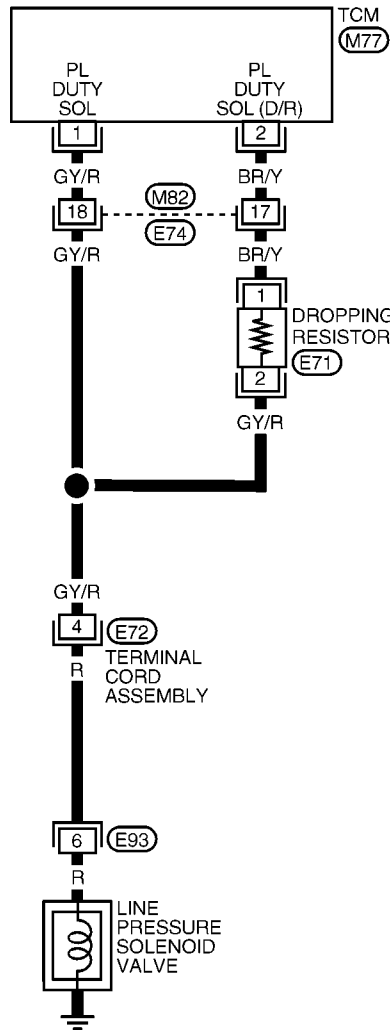 TCM
M77
PL
DUTY
SOL
PL
DUTY
SOL (D/R)
1
2
GY/R
BR/Y
18
M82
17
E74
GY/R
BR/Y
1
DROPPING
RESISTOR
E71
2
GY/R
GY/R
4
E72
R
TERMINAL
CORD
ASSEMBLY
6
E93
R
LINE
PRESSURE
SOLENOID
VALVE